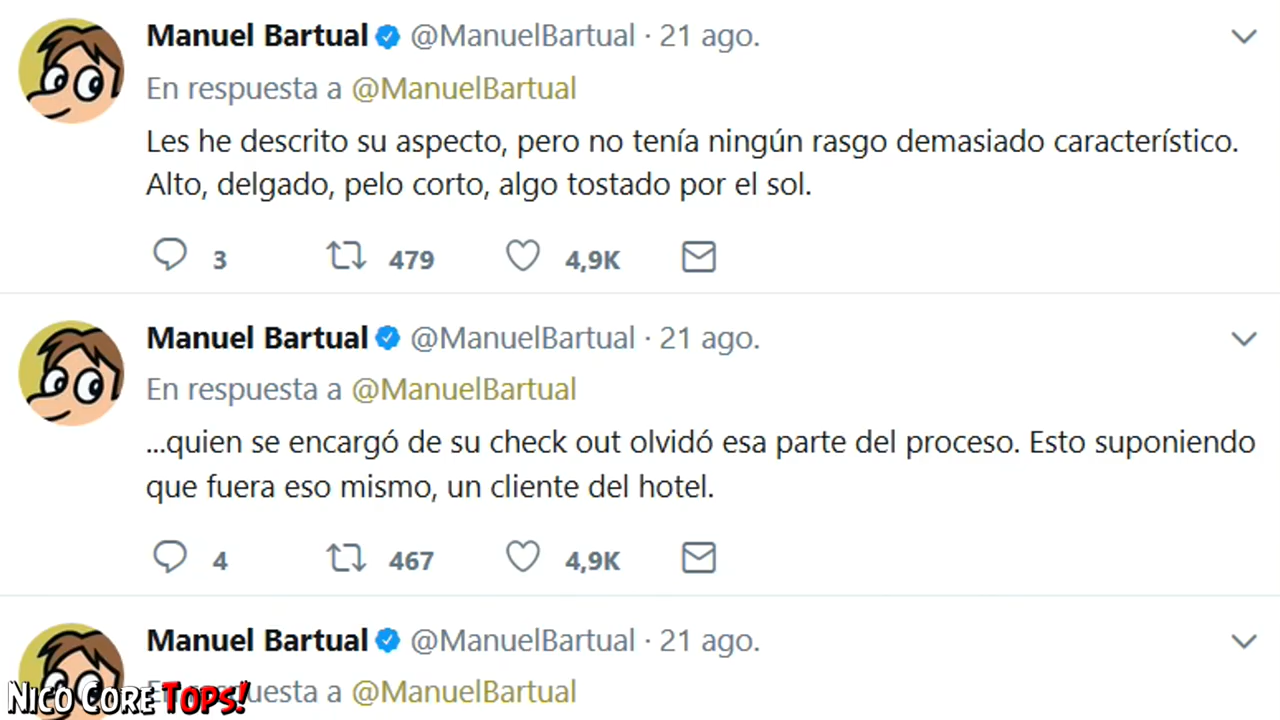 Manuel Bartual @ManuelBartual · 21 ago.
En respuesta a @ManuelBartual
Les he descrito su aspecto, pero no tenía ningún rasgo demasiado característico.
Alto, delgado, pelo corto, algo tostado por el sol.
3 479 4,9K
Manuel Bartual @ManuelBartual · 21 ago.
En respuesta a @ManuelBartual
...quien se encargó de su check out olvidó esa parte del proceso. Esto suponiendo
que fuera eso mismo, un cliente del hotel.
4 467 4,9K
Manuel Bartual @ManuelBartual · 21 ago.
En respuesta a @ManuelBartual
Nico Core Tops!